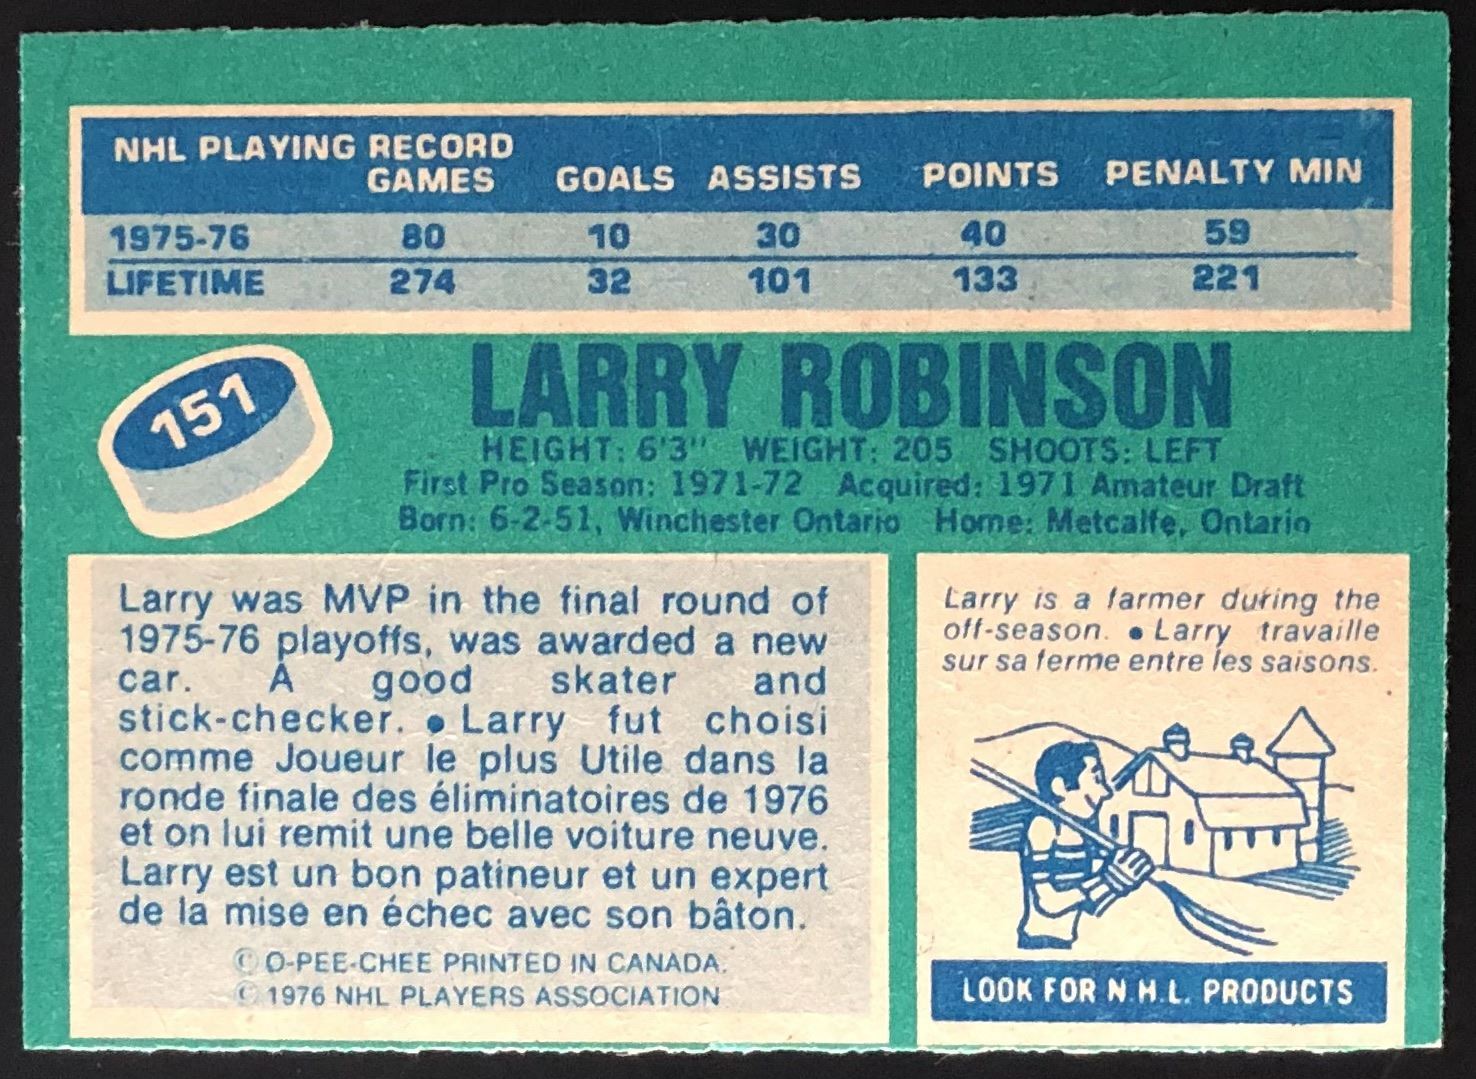 NHL PLAYING RECORD
GAMES GOALS ASSISTS POINTS PENALTY MIN
1975-76 80 10 30 40 59
LIFETIME 274 32 101 133 221
151
LARRY ROBINSON
HEIGHT: 6'3" WEIGHT: 205 SHOOTS: LEFT
First Pro Season: 1971-72 Acquired: 1971 Amateur Draft
Born: 6-2-51, Winchester Ontario Home: Metcalfe, Ontario
Larry was MVP in the final round of
1975-76 playoffs, was awarded a new
car. A good skater and
stick-checker. • Larry fut choisi
comme Joueur le plus Utile dans la
ronde finale des éliminatoires de 1976
et on lui remit une belle voiture neuve.
Larry est un bon patineur et un expert
de la mise en échec avec son bâton.
© O-PEE-CHEE PRINTED IN CANADA.
© 1976 NHL PLAYERS ASSOCIATION
Larry is a farmer during the
off-season. • Larry travaille
sur sa ferme entre les saisons.
LOOK FOR N.H.L. PRODUCTS